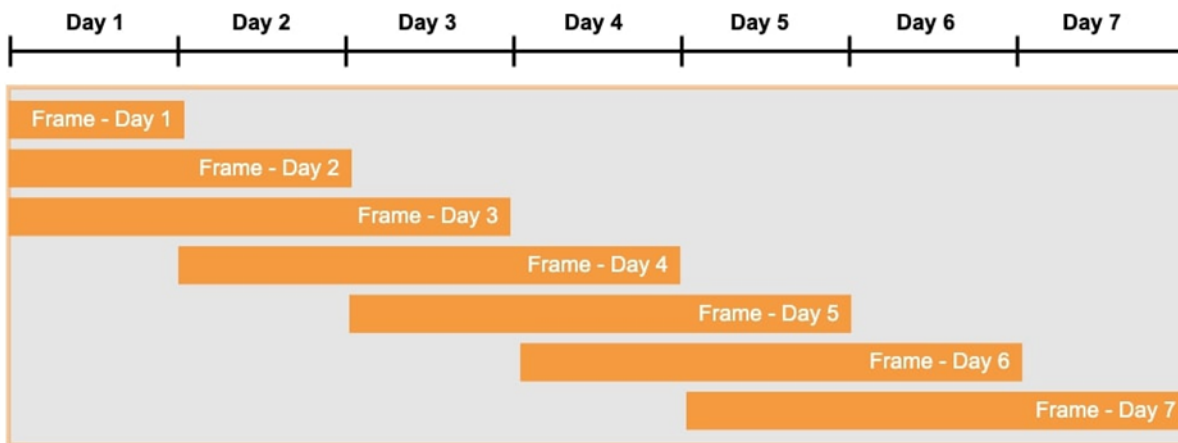 Day 1 Day 2 Day 3 Day 4 Day 5 Day 6 Day 7
Frame - Day 1
Frame - Day 2
Frame - Day 3
Frame - Day 4
Frame - Day 5
Frame - Day 6
Frame - Day 7